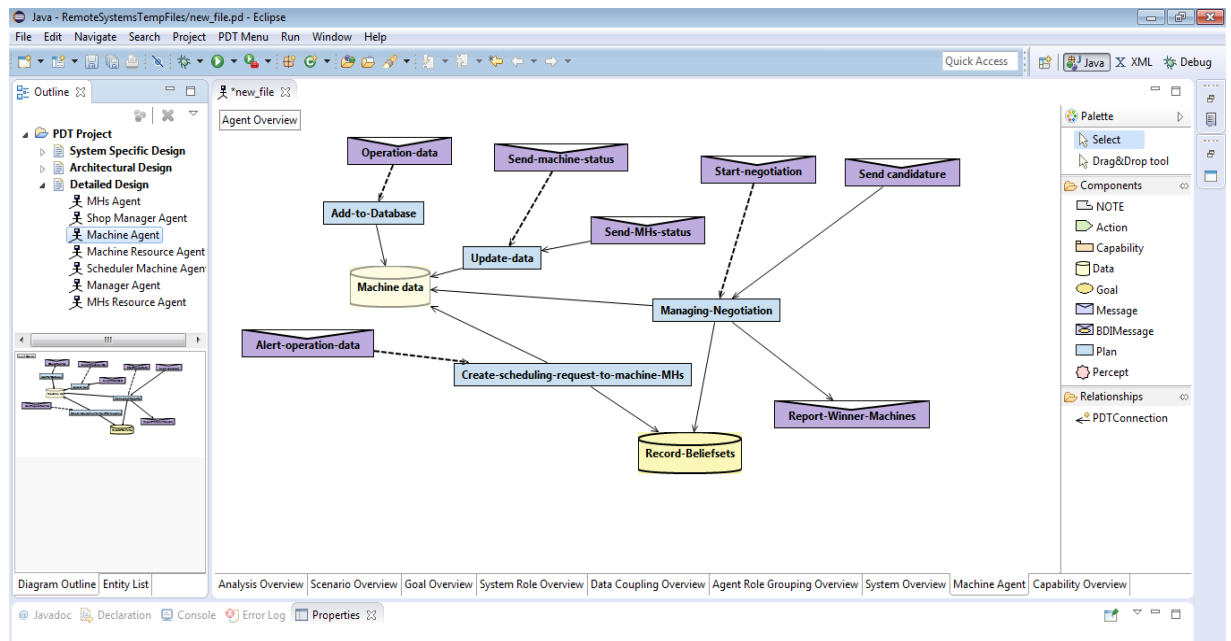 Java - RemoteSystemsTempFiles/new_file.pd - Eclipse
File Edit Navigate Search Project PDT Menu Run Window Help
Quick Access
Java
XML
Debug
Outline
*new_file
PDT Project
System Specific Design
Architectural Design
Detailed Design
MHs Agent
Shop Manager Agent
Machine Agent
Machine Resource Agent
Scheduler Machine Agen
Manager Agent
MHs Resource Agent
Diagram Outline Entity List
Agent Overview
Operation-data
Send-machine-status
Start-negotiation
Send candidature
Add-to-Database
Send-MHs-status
Update-data
Machine data
Managing-Negotiation
Alert-operation-data
Create-scheduling-request-to-machine-MHs
Report-Winner-Machines
Record-Beliefsets
Palette
Select
Drag&Drop tool
Components
NOTE
Action
Capability
Data
Goal
Message
BDIMessage
Plan
Percept
Relationships
PDTConnection
Analysis Overview Scenario Overview Goal Overview System Role Overview Data Coupling Overview Agent Role Grouping Overview System Overview Machine Agent Capability Overview
@ Javadoc Declaration Console Error Log Properties